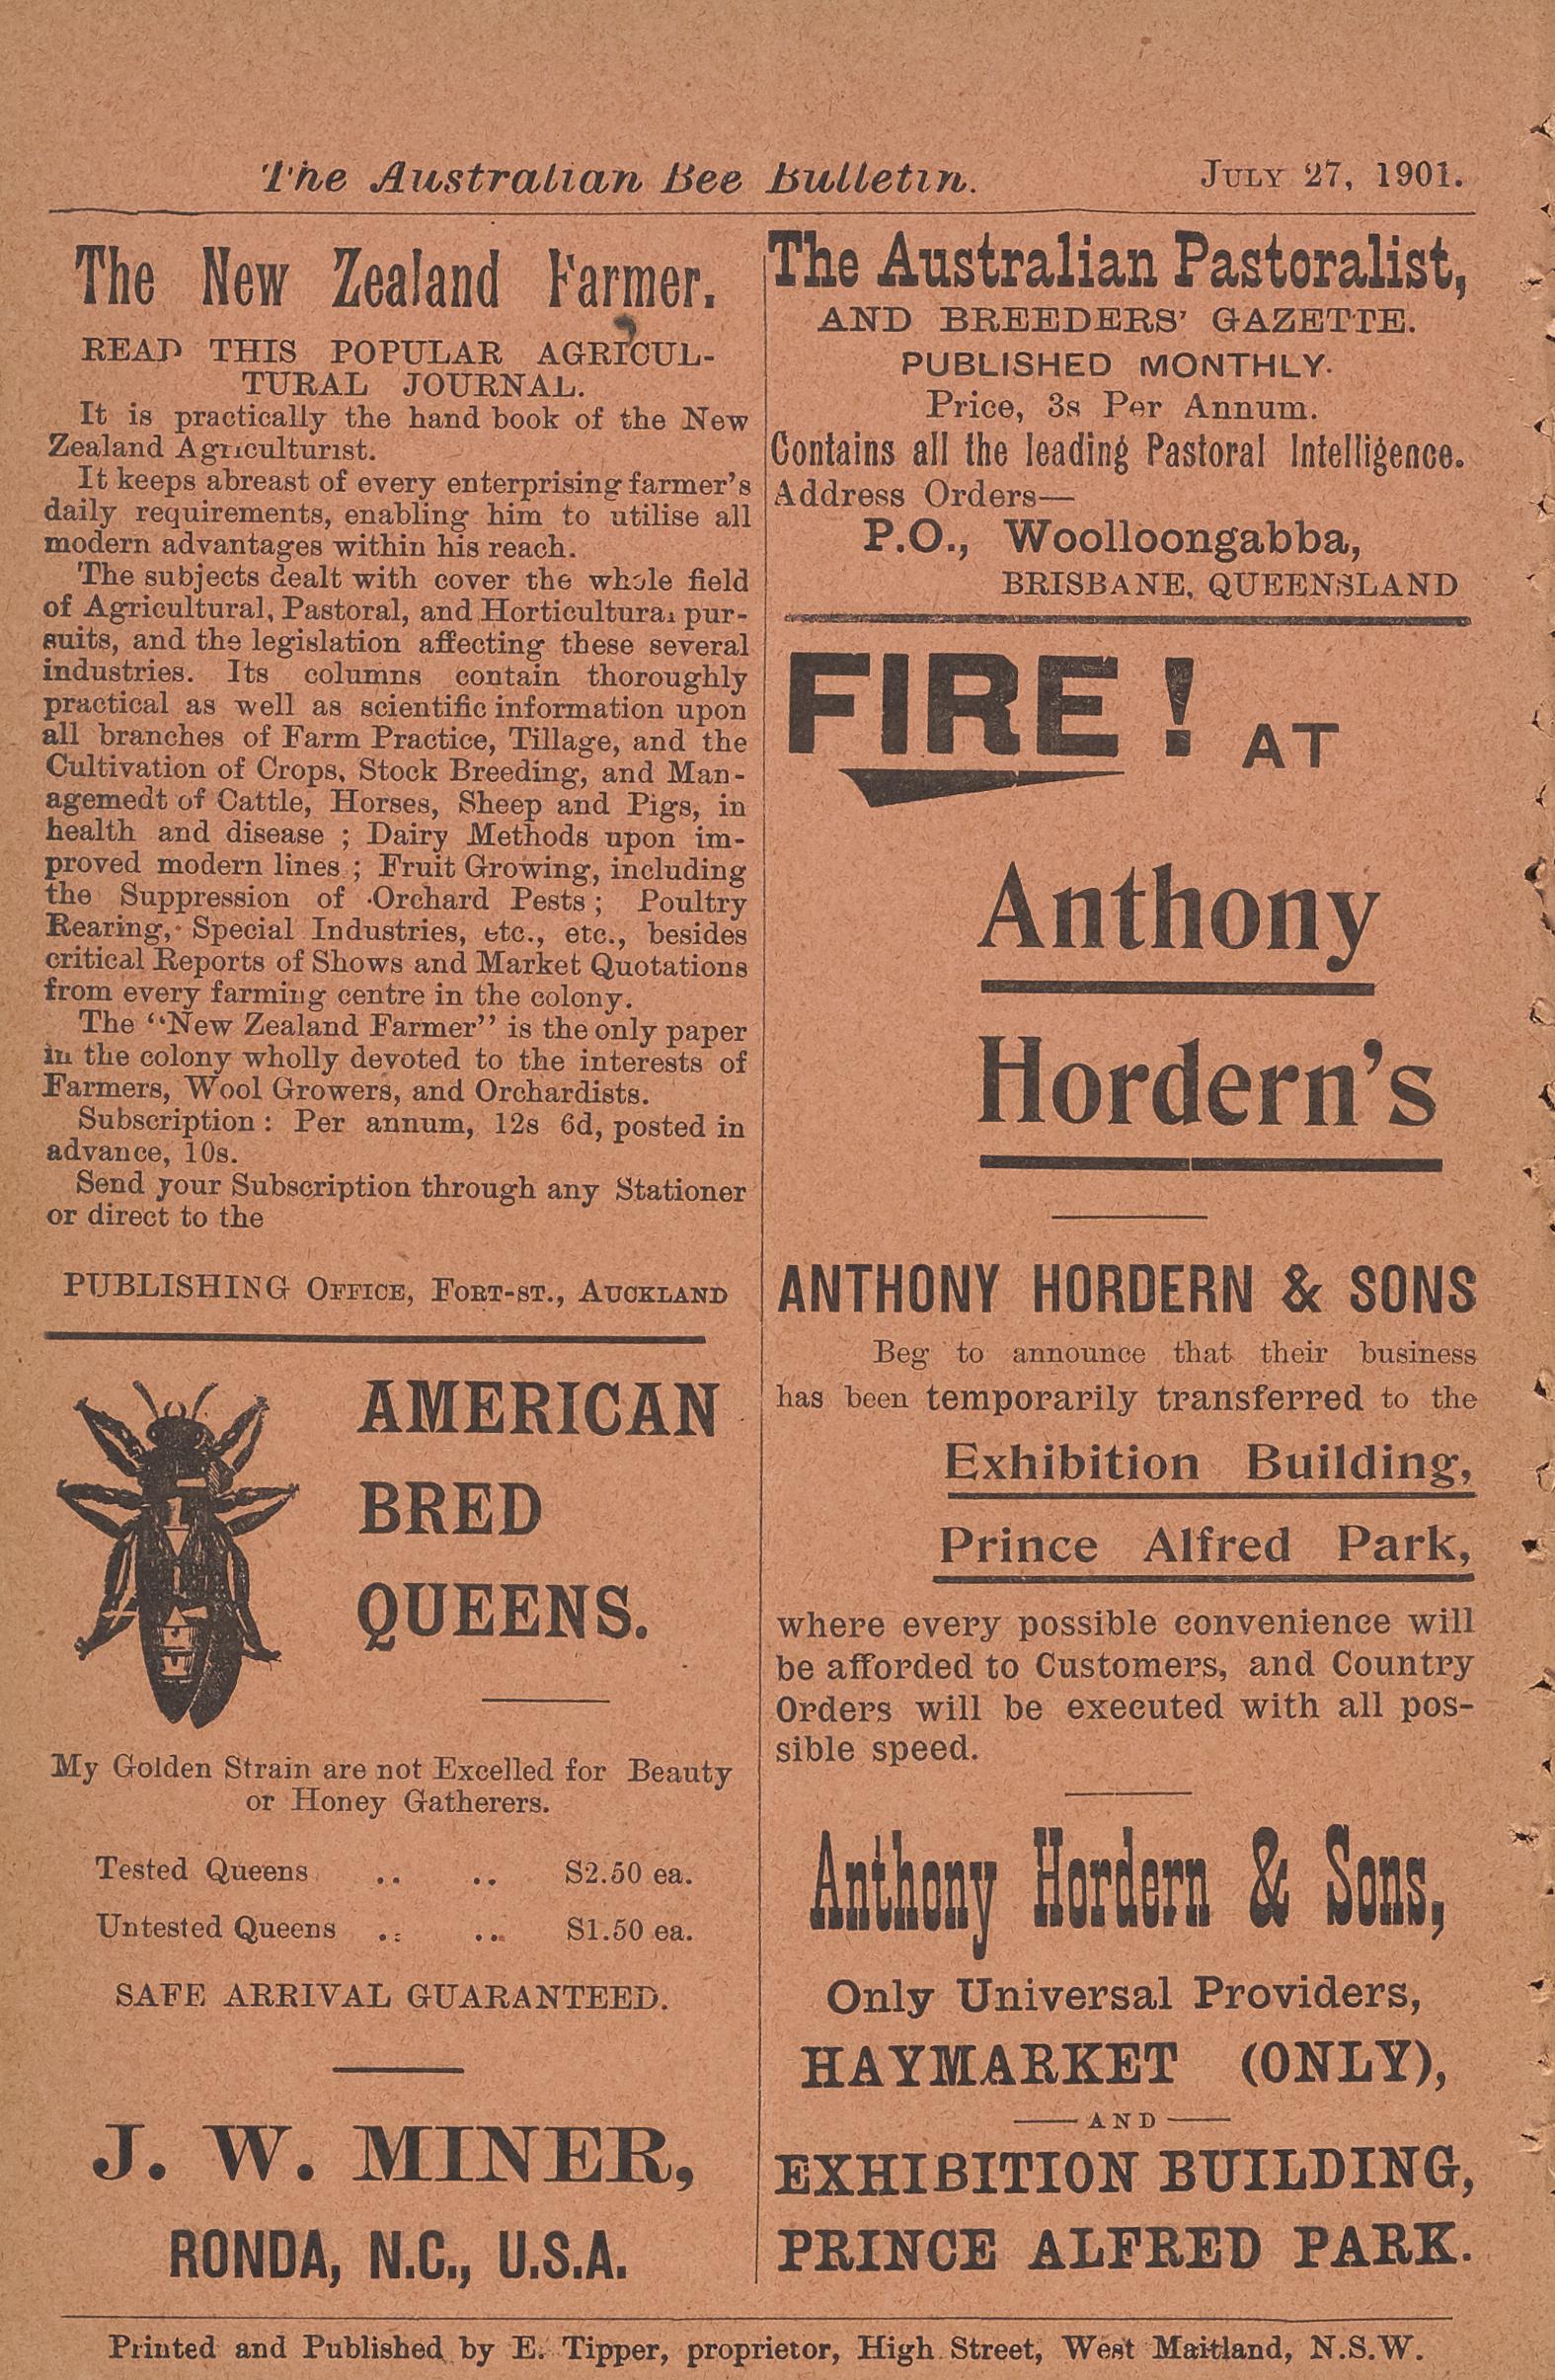 The Australian Bee Bulletin. JULY 27, 1901.
The New Zealand Farmer.
READ THIS POPULAR AGRICUL-
TURAL JOURNAL.
It is practically the hand book of the New
Zealand Agriculturist.
It keeps abreast of every enterprising farmer's
daily requirements, enabling him to utilise all
modern advantages within his reach.
The subjects dealt with cover the whole field
of Agricultural, Pastoral, and Horticultural pur-
suits, and the legislation affecting these several
industries. Its columns contain thoroughly
practical as well as scientific information upon
all branches of Farm Practice, Tillage, and the
Cultivation of Crops, Stock Breeding, and Man-
agemedt of Cattle, Horses, Sheep and Pigs, in
health and disease ; Dairy Methods upon im-
proved modern lines ; Fruit Growing, including
the Suppression of Orchard Pests ; Poultry
Rearing, Special Industries, etc., etc., besides
critical Reports of Shows and Market Quotations
from every farming centre in the colony.
The "New Zealand Farmer" is the only paper
in the colony wholly devoted to the interests of
Farmers, Wool Growers, and Orchardists.
Subscription : Per annum, 12s 6d, posted in
advance, 10s.
Send your Subscription through any Stationer
or direct to the
PUBLISHING OFFICE, FORT-ST., AUCKLAND
AMERICAN
BRED
QUEENS.
My Golden Strain are not Excelled for Beauty
or Honey Gatherers.
Tested Queens .. .. S2.50 ea.
Untested Queens .. .. S1.50 ea.
SAFE ARRIVAL GUARANTEED.
J. W. MINER,
RONDA, N.C., U.S.A.
The Australian Pastoralist,
AND BREEDERS' GAZETTE.
PUBLISHED MONTHLY.
Price, 3s Per Annum.
Contains all the leading Pastoral Intelligence.
Address Orders—
P.O., Woolloongabba,
BRISBANE, QUEENSLAND
FIRE ! AT
Anthony
Hordern's
ANTHONY HORDERN & SONS
Beg to announce that their business
has been temporarily transferred to the
Exhibition Building,
Prince Alfred Park,
where every possible convenience will
be afforded to Customers, and Country
Orders will be executed with all pos-
sible speed.
Anthony Hordern & Sons,
Only Universal Providers,
HAYMARKET (ONLY),
—AND—
EXHIBITION BUILDING,
PRINCE ALFRED PARK.
Printed and Published by E. Tipper, proprietor, High Street, West Maitland, N.S.W.